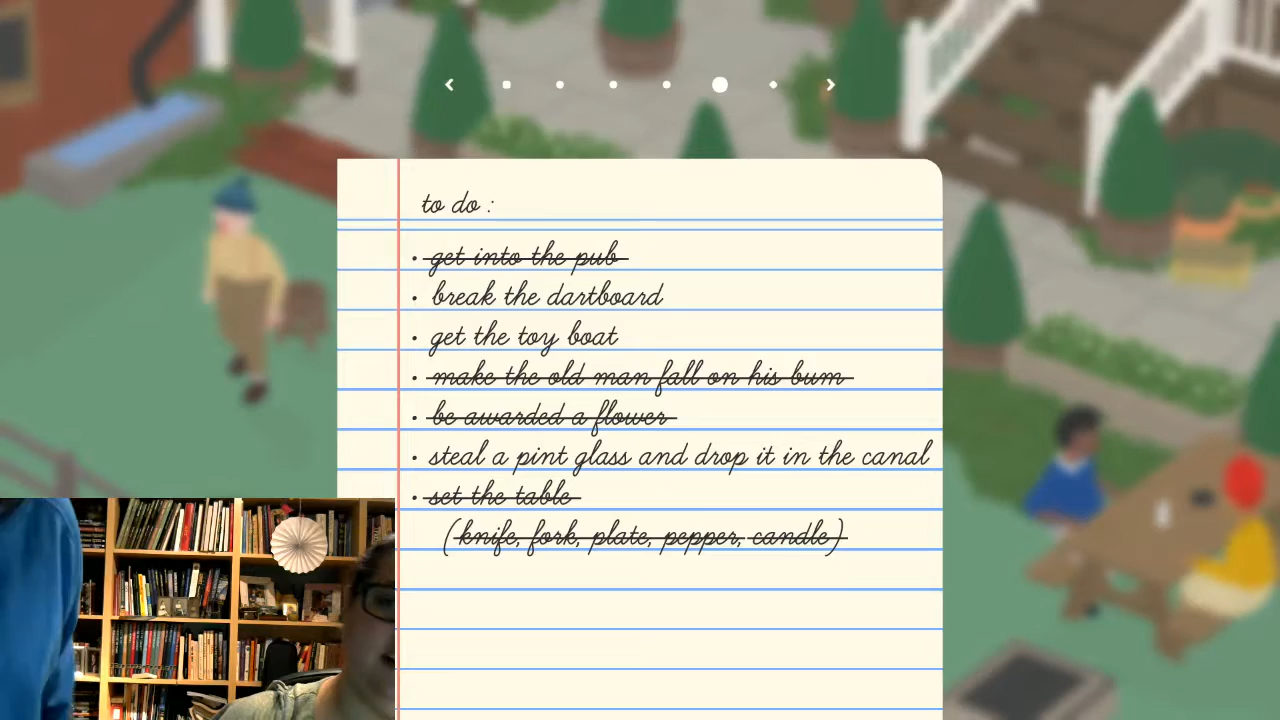 to do :
• get into the pub
• break the dartboard
• get the toy boat
• make the old man fall on his bum
• be awarded a flower
• steal a pint glass and drop it in the canal
• set the table
(knife, fork, plate, pepper, candle)